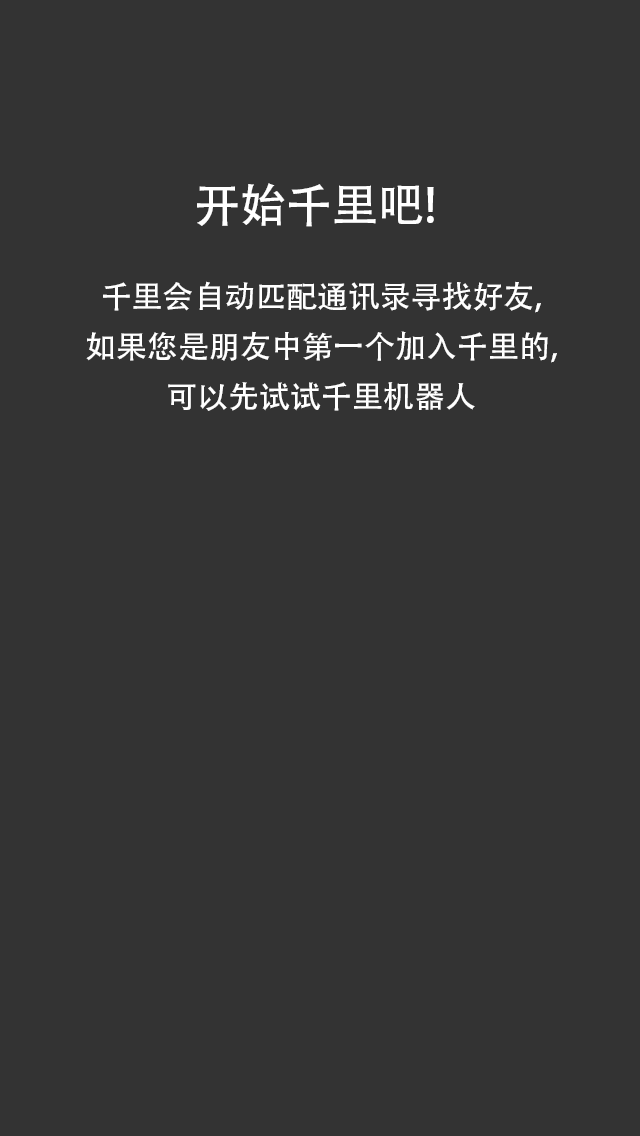 开始千里吧!
千里会自动匹配通讯录寻找好友,
如果您是朋友中第一个加入千里的,
可以先试试千里机器人